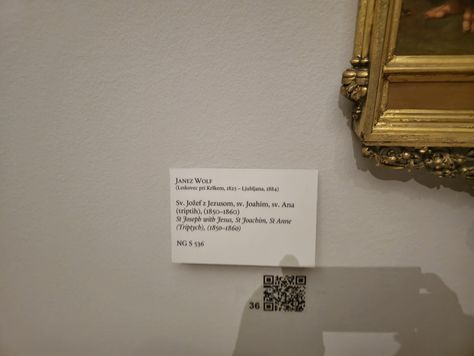 Janez Wolf
(Leskovec pri Krškem, 1825 – Ljubljana, 1884)
Sv. Jožef z Jezusom, sv. Joahim, sv. Ana
(triptih), (1850–1860)
St Joseph with Jesus, St Joachim, St Anne
(Triptych), (1850–1860)
NG S 536
36